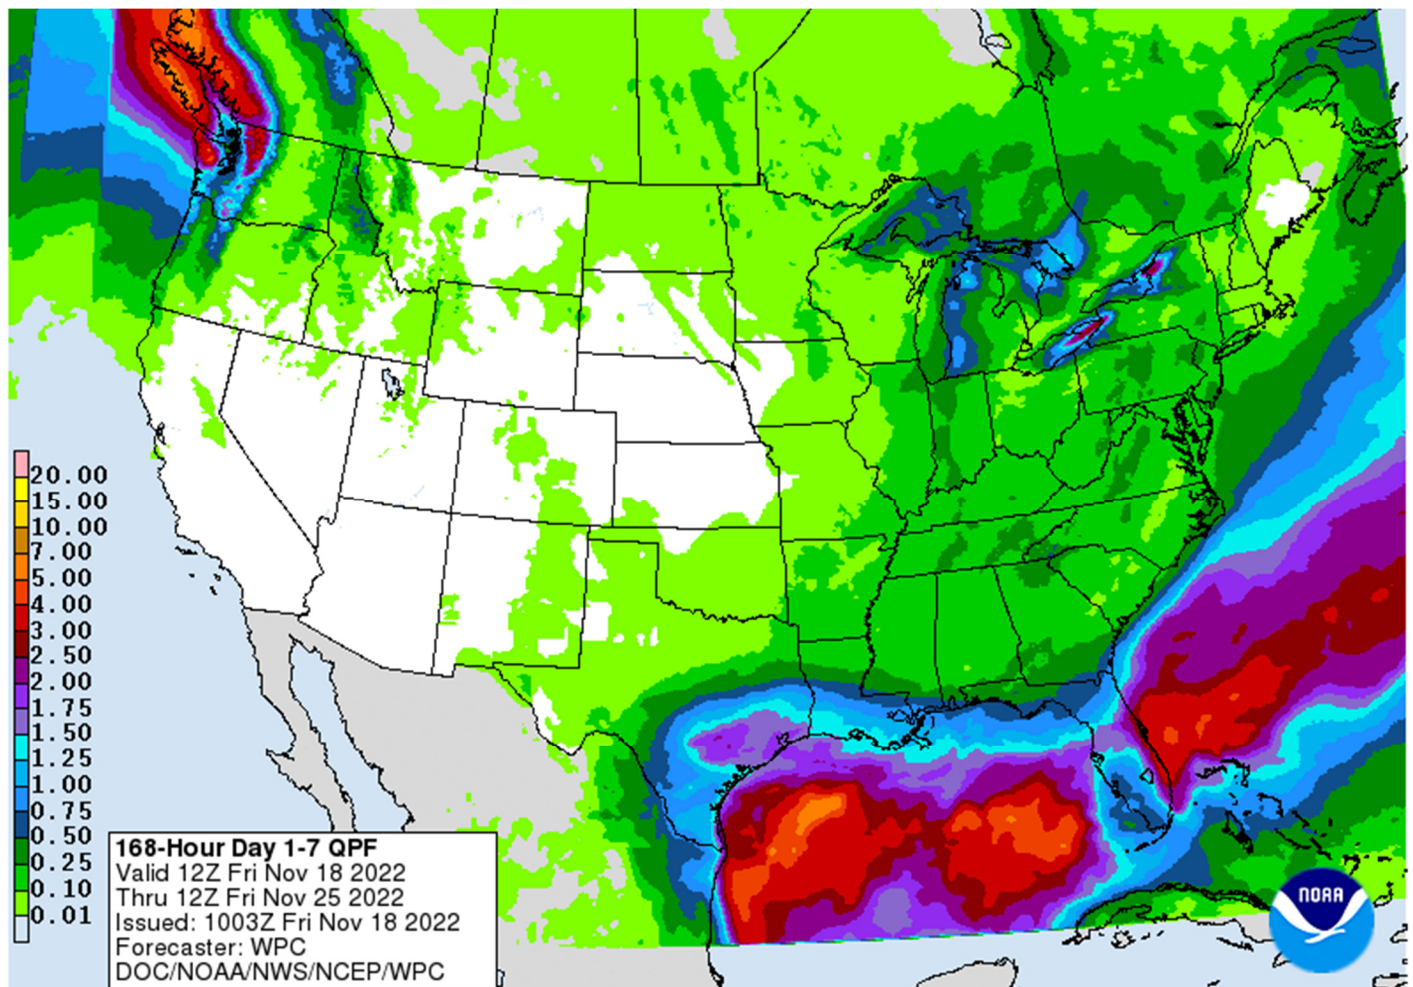 20.00
15.00
10.00
7.00
5.00
4.00
3.00
2.50
2.00
1.75
1.50
1.25
1.00
0.75
0.50
0.25
0.10
0.01
168-Hour Day 1-7 QPF
Valid 12Z Fri Nov 18 2022
Thru 12Z Fri Nov 25 2022
Issued: 1003Z Fri Nov 18 2022
Forecaster: WPC
DOC/NOAA/NWS/NCEP/WPC
NOAA